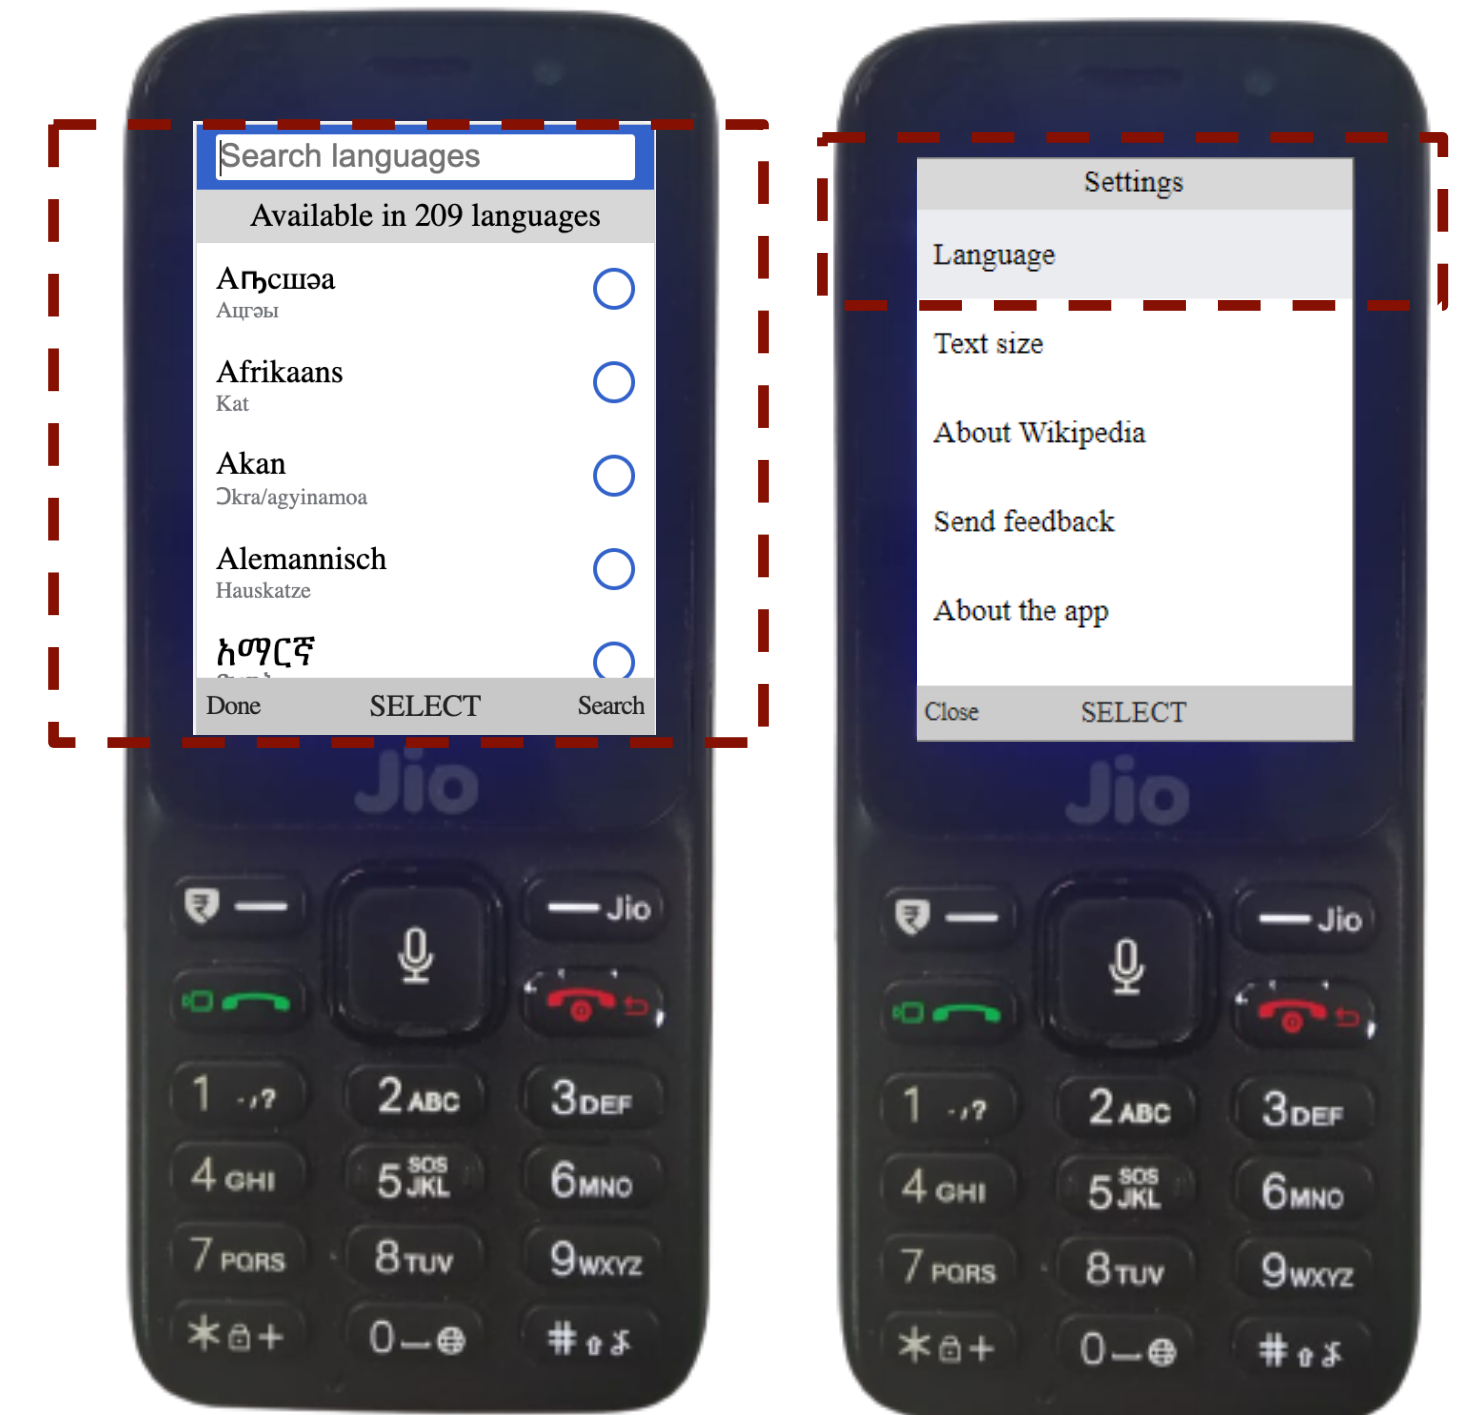 Search languages
Available in 209 languages
Аҧсшәа
Ацгәы
Afrikaans
Kat
Akan
Ɔkra/agyinamoa
Alemannisch
Hauskatze
አማርኛ
Done SELECT Search
Jio
Jio
1 .,?
2 ABC
3 DEF
4 GHI
5 SOS JKL
6 MNO
7 PQRS
8 TUV
9 WXYZ
* +
0
#
Settings
Language
Text size
About Wikipedia
Send feedback
About the app
Close SELECT
Jio
Jio
1 .,?
2 ABC
3 DEF
4 GHI
5 SOS JKL
6 MNO
7 PQRS
8 TUV
9 WXYZ
* +
0
#